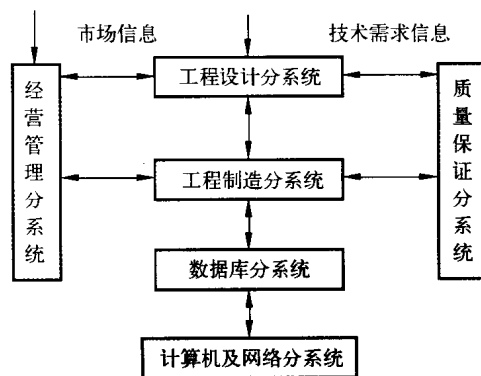 市场信息
技术需求信息
工程设计分系统
经营管理分系统
质量保证分系统
工程制造分系统
数据库分系统
计算机及网络分系统